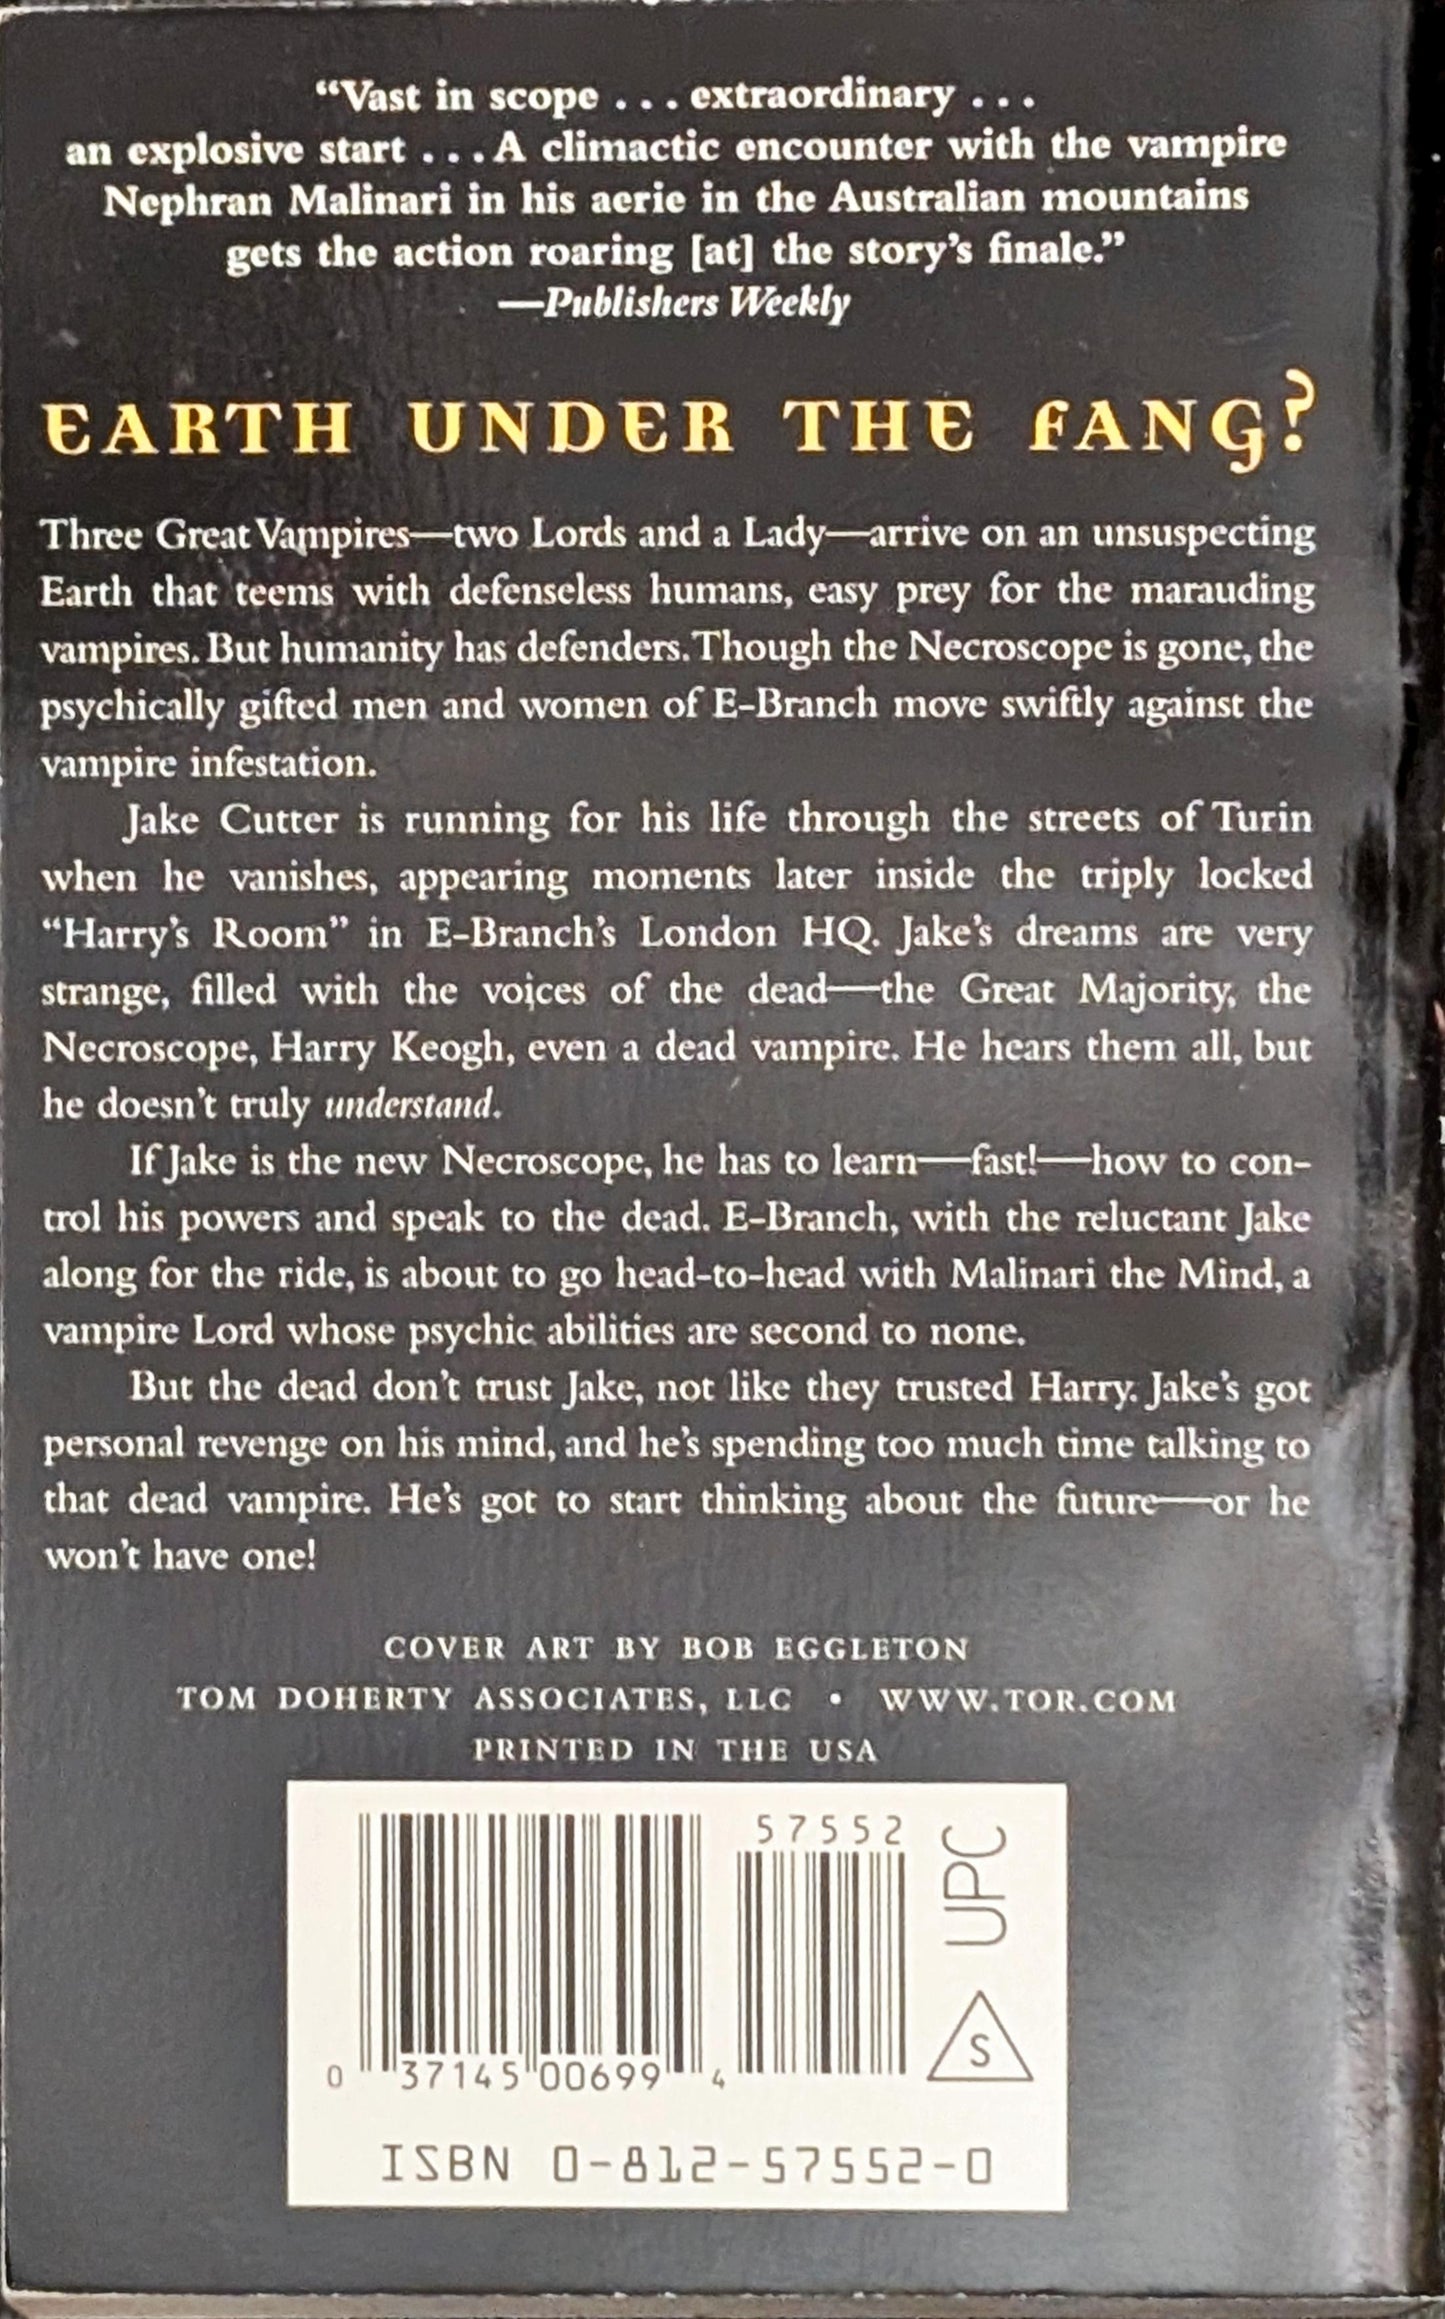 “Vast in scope . . . extraordinary . . .
an explosive start . . . A climactic encounter with the vampire
Nephran Malinari in his aerie in the Australian mountains
gets the action roaring [at] the story’s finale.”
—Publishers Weekly
EARTH UNDER THE FANG?
Three Great Vampires—two Lords and a Lady—arrive on an unsuspecting
Earth that teems with defenseless humans, easy prey for the marauding
vampires. But humanity has defenders. Though the Necroscope is gone, the
psychically gifted men and women of E-Branch move swiftly against the
vampire infestation.
Jake Cutter is running for his life through the streets of Turin
when he vanishes, appearing moments later inside the triply locked
“Harry’s Room” in E-Branch’s London HQ. Jake’s dreams are very
strange, filled with the voices of the dead—the Great Majority, the
Necroscope, Harry Keogh, even a dead vampire. He hears them all, but
he doesn’t truly understand.
If Jake is the new Necroscope, he has to learn—fast!—how to con-
trol his powers and speak to the dead. E-Branch, with the reluctant Jake
along for the ride, is about to go head-to-head with Malinari the Mind, a
vampire Lord whose psychic abilities are second to none.
But the dead don’t trust Jake, not like they trusted Harry. Jake’s got
personal revenge on his mind, and he’s spending too much time talking to
that dead vampire. He’s got to start thinking about the future—or he
won’t have one!
COVER ART BY BOB EGGLETON
TOM DOHERTY ASSOCIATES, LLC • WWW.TOR.COM
PRINTED IN THE USA
57552
UPC
S
0 37145 00699 4
ISBN 0-812-57552-0